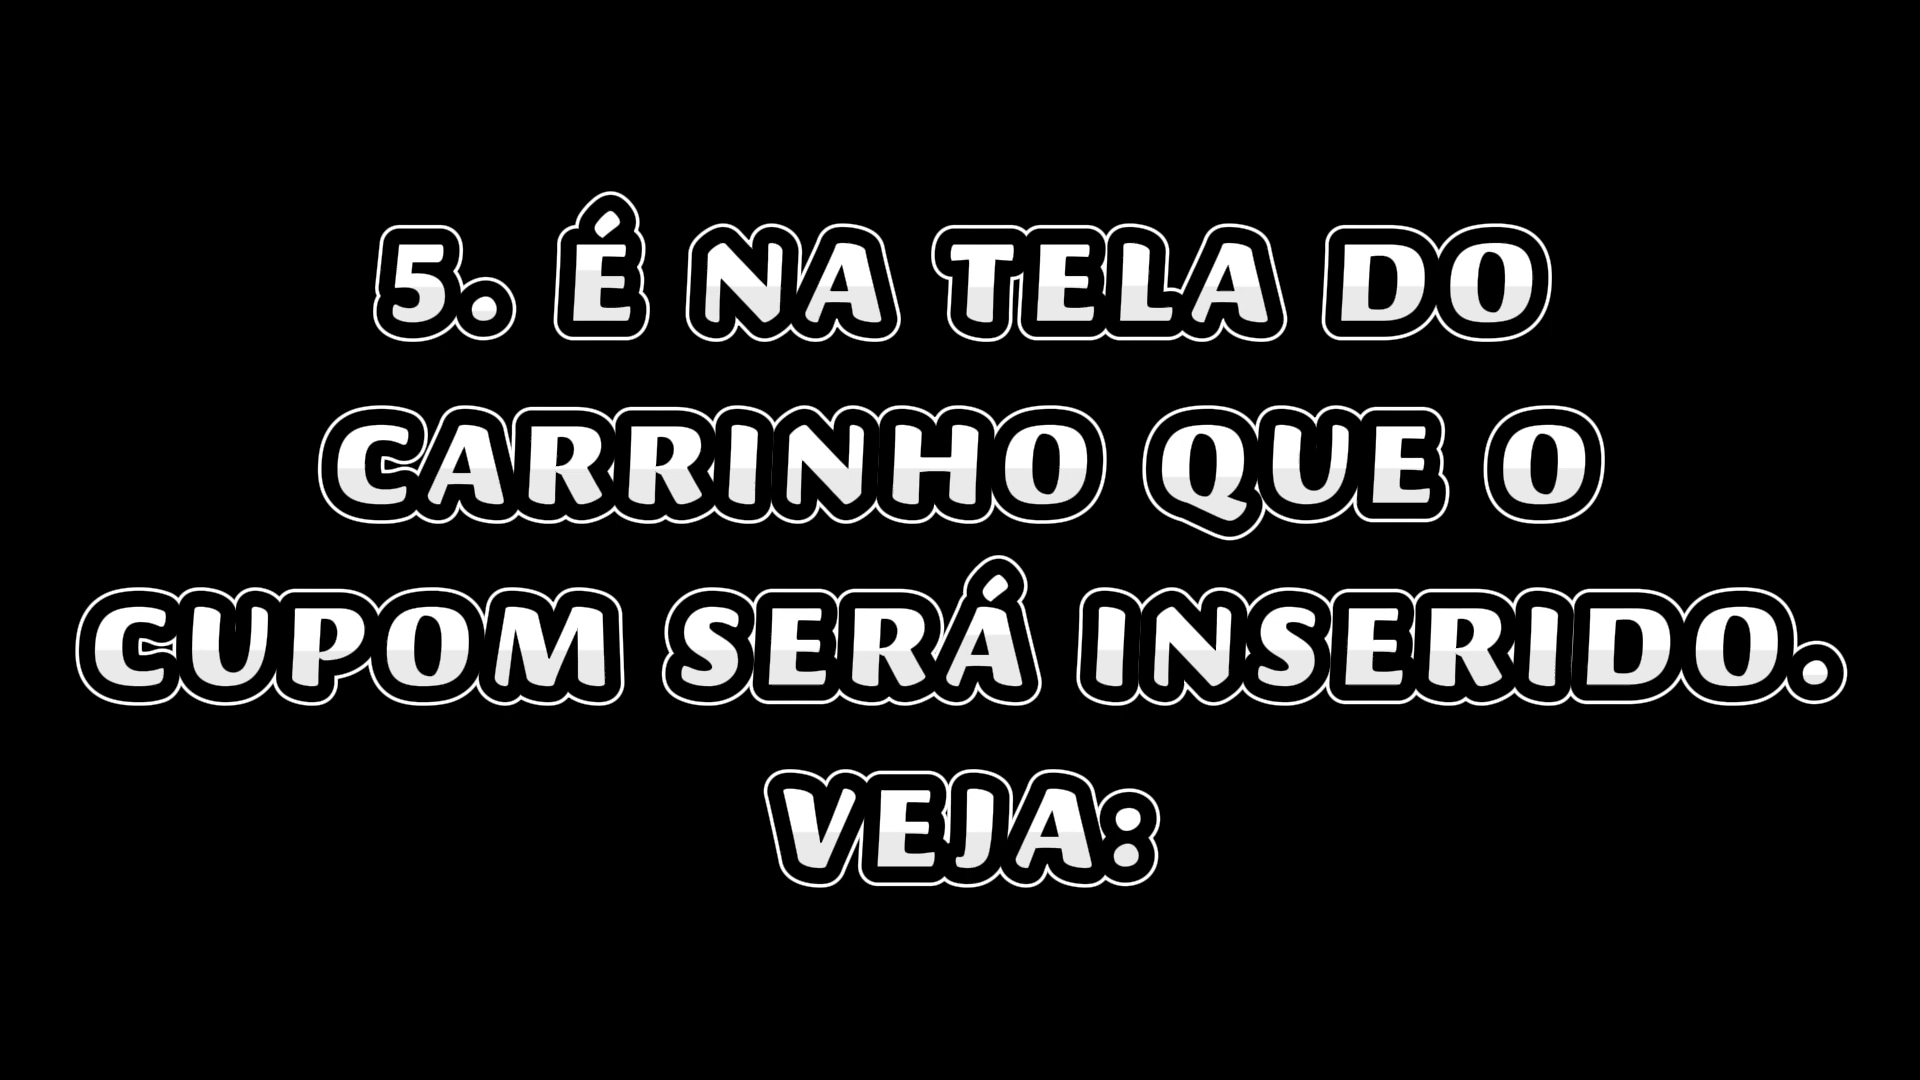 5. É NA TELA DO
CARRINHO QUE O
CUPOM SERÁ INSERIDO.
VEJA: